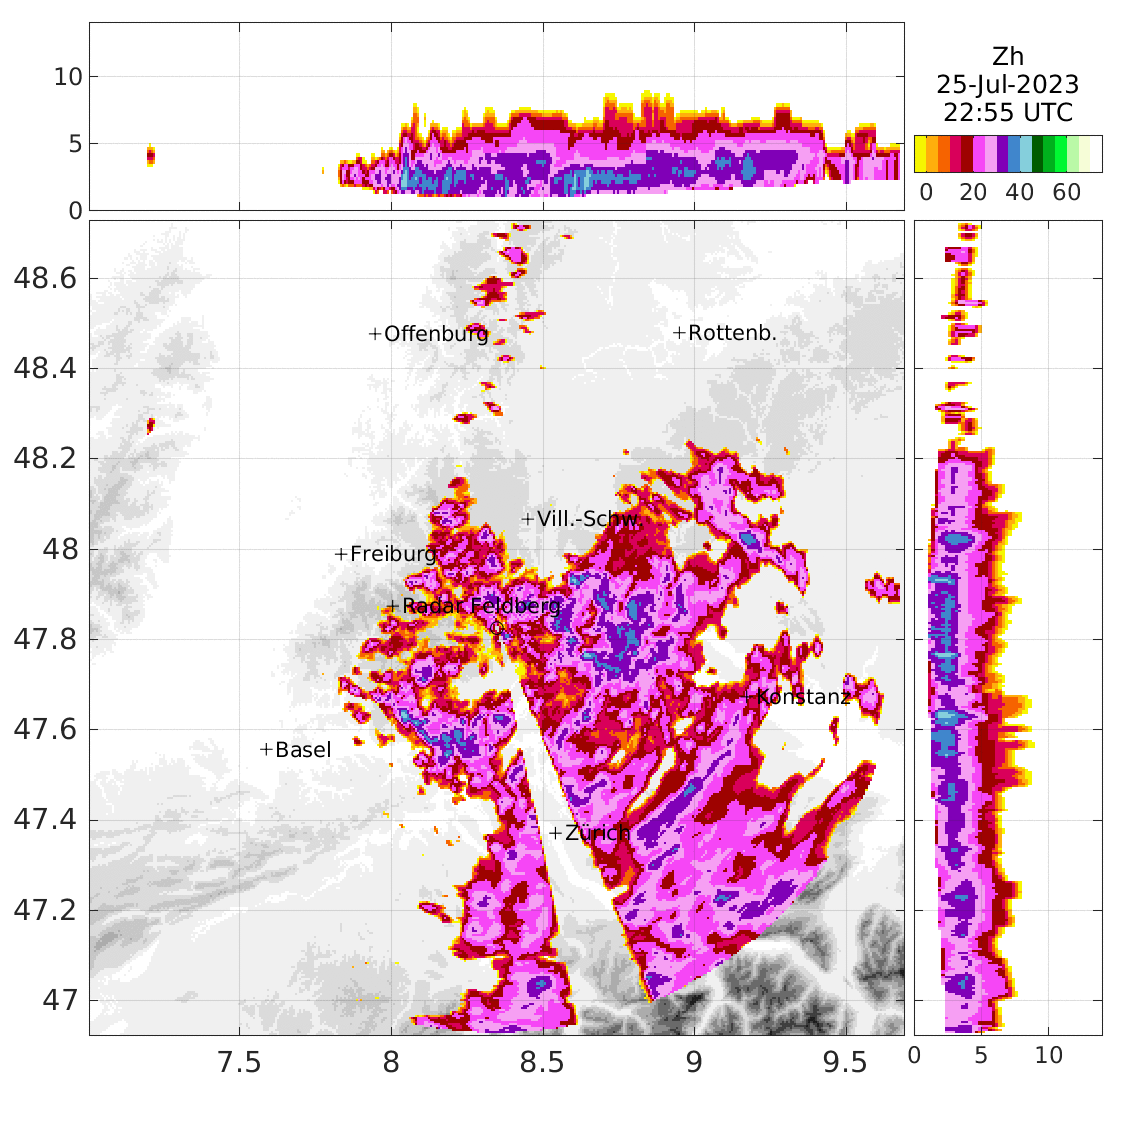 Zh
25-Jul-2023
22:55 UTC
0 20 40 60
10
5
0
48.6
48.4
48.2
48
47.8
47.6
47.4
47.2
47
+Offenburg
+Rottenb.
+Vill.-Schw.
+Freiburg
+Radar Feldberg
+Konstanz
+Basel
+Zürich
7.5 8 8.5 9 9.5
0 5 10